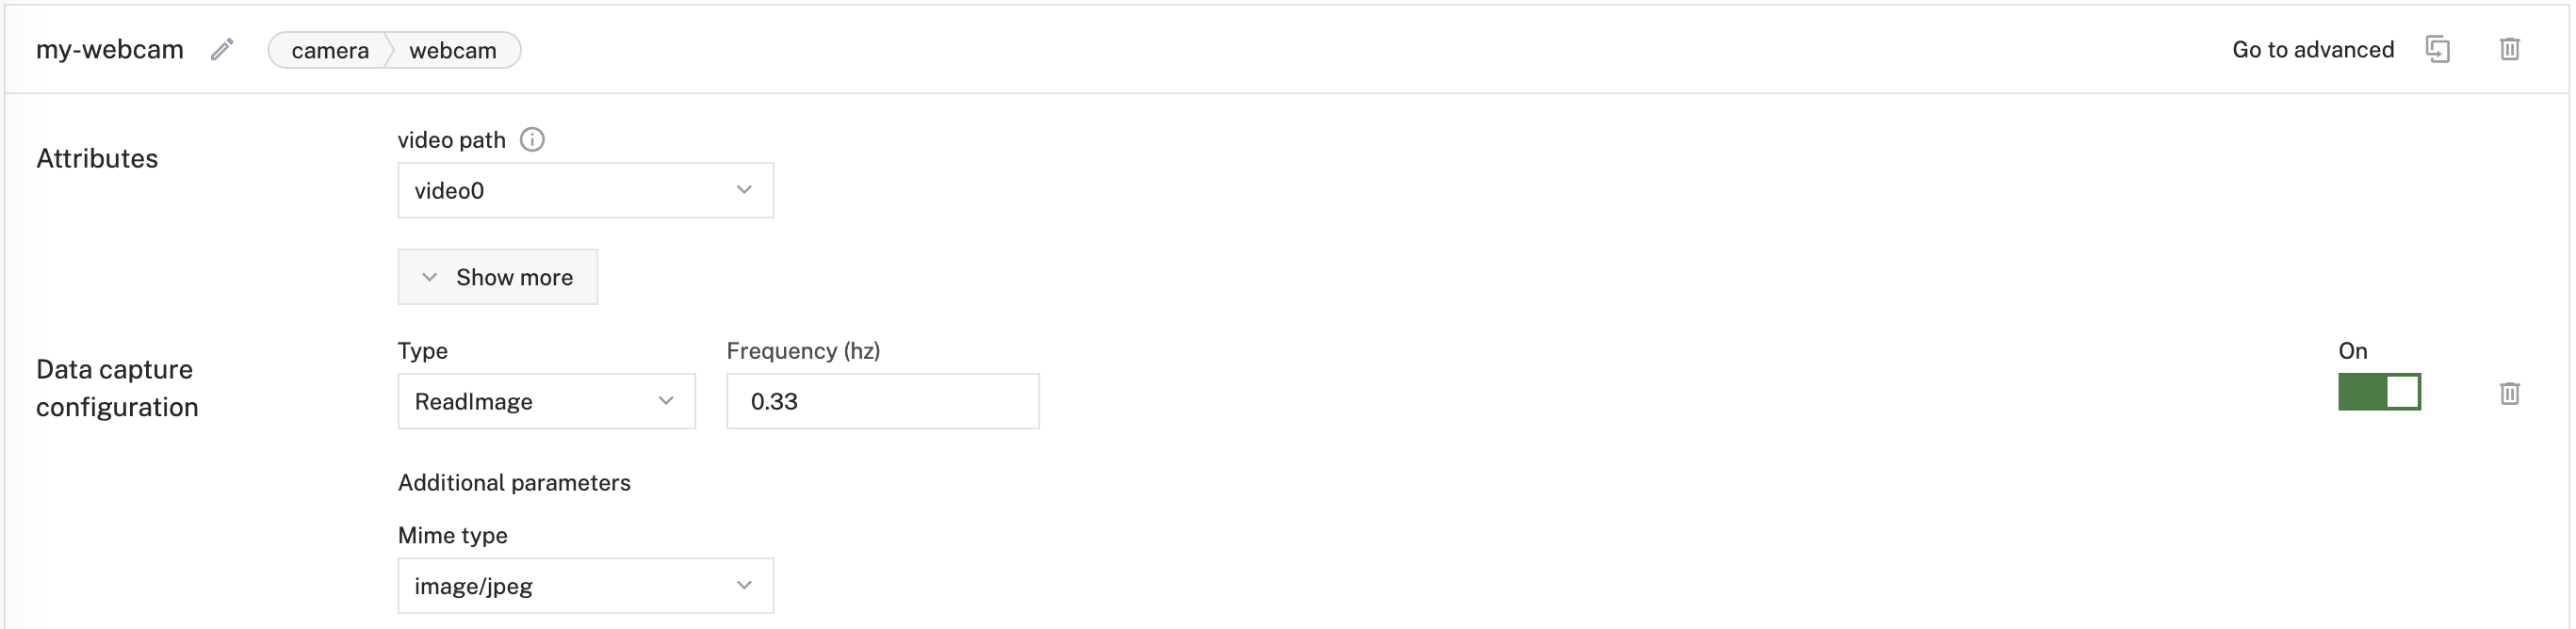 my-webcam camera webcam Go to advanced
Attributes
video path
video0
Show more
Data capture
configuration
Type Frequency (hz) On
ReadImage 0.33
Additional parameters
Mime type
image/jpeg